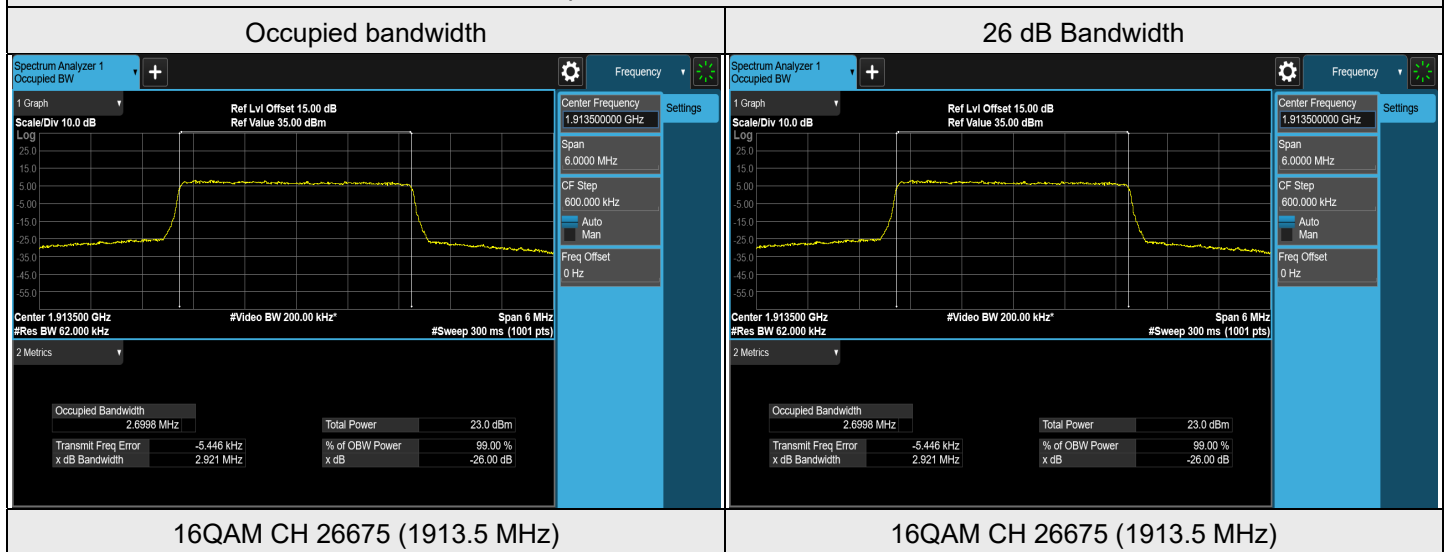 Occupied bandwidth
26 dB Bandwidth
Spectrum Analyzer 1
Occupied BW
+
Frequency
1 Graph
Scale/Div 10.0 dB
Ref Lvl Offset 15.00 dB
Ref Value 35.00 dBm
Log
25.0
15.0
5.00
-5.00
-15.0
-25.0
-35.0
-45.0
-55.0
Center 1.913500 GHz
#Video BW 200.00 kHz*
Span 6 MHz
#Res BW 62.000 kHz
#Sweep 300 ms (1001 pts)
Center Frequency
1.913500000 GHz
Settings
Span
6.0000 MHz
CF Step
600.000 kHz
Auto
Man
Freq Offset
0 Hz
2 Metrics
Occupied Bandwidth
2.6998 MHz
Total Power 23.0 dBm
Transmit Freq Error -5.446 kHz
% of OBW Power 99.00 %
x dB Bandwidth 2.921 MHz
x dB -26.00 dB
Spectrum Analyzer 1
Occupied BW
+
Frequency
1 Graph
Scale/Div 10.0 dB
Ref Lvl Offset 15.00 dB
Ref Value 35.00 dBm
Log
25.0
15.0
5.00
-5.00
-15.0
-25.0
-35.0
-45.0
-55.0
Center 1.913500 GHz
#Video BW 200.00 kHz*
Span 6 MHz
#Res BW 62.000 kHz
#Sweep 300 ms (1001 pts)
Center Frequency
1.913500000 GHz
Settings
Span
6.0000 MHz
CF Step
600.000 kHz
Auto
Man
Freq Offset
0 Hz
2 Metrics
Occupied Bandwidth
2.6998 MHz
Total Power 23.0 dBm
Transmit Freq Error -5.446 kHz
% of OBW Power 99.00 %
x dB Bandwidth 2.921 MHz
x dB -26.00 dB
16QAM CH 26675 (1913.5 MHz)
16QAM CH 26675 (1913.5 MHz)